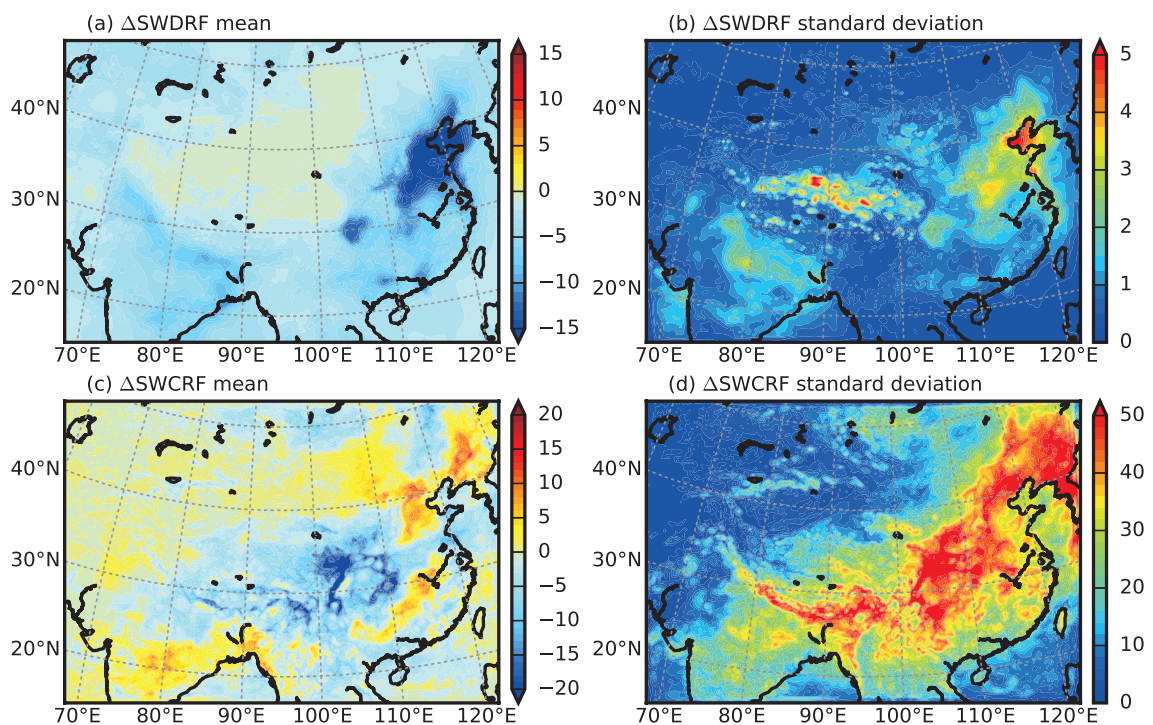 (a) ΔSWDRF mean
(b) ΔSWDRF standard deviation
40°N
30°N
20°N
70°E 80°E 90°E 100°E 110°E 120°E
15
10
5
0
−5
−10
−15
40°N
30°N
20°N
70°E 80°E 90°E 100°E 110°E 120°E
5
4
3
2
1
0
(c) ΔSWCRF mean
(d) ΔSWCRF standard deviation
40°N
30°N
20°N
70°E 80°E 90°E 100°E 110°E 120°E
20
15
10
5
0
−5
−10
−15
−20
40°N
30°N
20°N
70°E 80°E 90°E 100°E 110°E 120°E
50
40
30
20
10
0